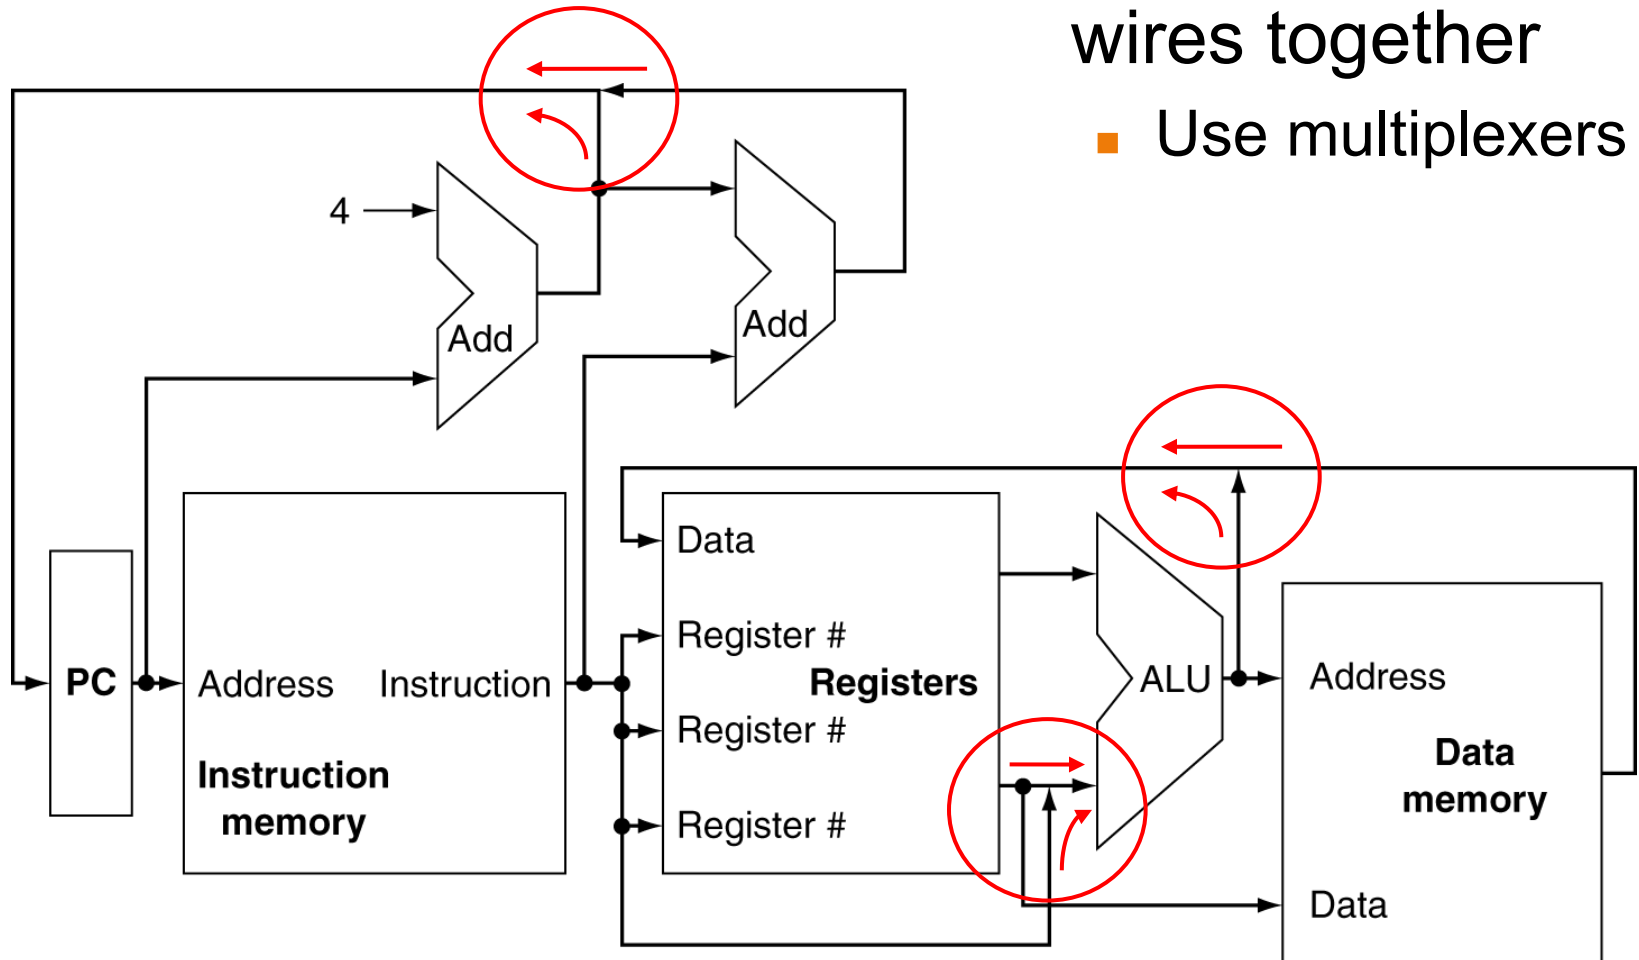 wires together
Use multiplexers
4
Add
Add
Data
Register #
PC
Address
Instruction
Registers
ALU
Address
Register #
Instruction
memory
Data
memory
Register #
Data